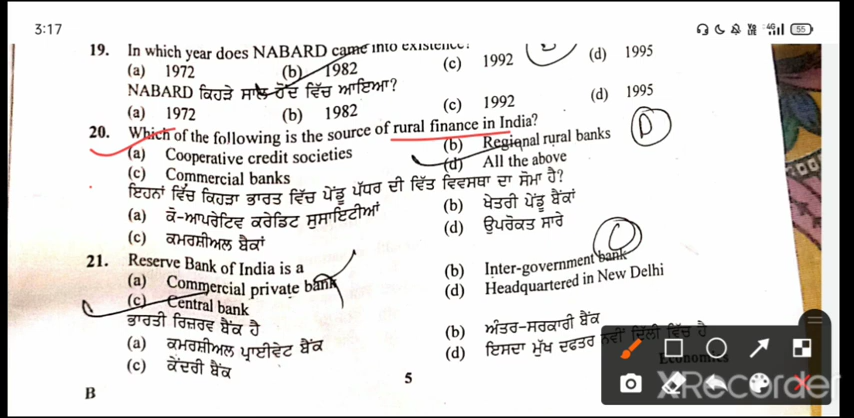 3:17
4G
55
19. In which year does NABARD came into existence?
(a) 1972 (b) 1982 (c) 1992 (d) 1995
NABARD ਕਿਹੜੇ ਸਾਲ ਹੋਂਦ ਵਿੱਚ ਆਇਆ?
(a) 1972 (b) 1982 (c) 1992 (d) 1995
20. Which of the following is the source of rural finance in India?
(a) Cooperative credit societies (b) Regional rural banks
(c) Commercial banks (d) All the above
D
ਇਹਨਾਂ ਵਿੱਚ ਕਿਹੜਾ ਭਾਰਤ ਵਿੱਚ ਪੇਂਡੂ ਪੱਧਰ ਦੀ ਵਿੱਤ ਵਿਵਸਥਾ ਦਾ ਸੋਮਾ ਹੈ?
(a) ਕੋ-ਆਪਰੇਟਿਵ ਕਰੇਡਿਟ ਸੁਸਾਇਟੀਆਂ (b) ਖੇਤਰੀ ਪੇਂਡੂ ਬੈਂਕਾਂ
(c) ਕਮਰਸ਼ੀਅਲ ਬੈਕਾਂ (d) ਉਪਰੋਕਤ ਸਾਰੇ
21. Reserve Bank of India is a
(a) Commercial private bank (b) Inter-government bank
(c) Central bank (d) Headquartered in New Delhi
ਭਾਰਤੀ ਰਿਜ਼ਰਵ ਬੈਂਕ ਹੈ
(a) ਕਮਰਸ਼ੀਅਲ ਪ੍ਰਾਈਵੇਟ ਬੈਂਕ (b) ਅੰਤਰ-ਸਰਕਾਰੀ ਬੈਂਕ
(c) ਕੇਂਦਰੀ ਬੈਂਕ (d) ਇਸਦਾ ਮੁੱਖ ਦਫਤਰ ਨਵੀਂ ਦਿੱਲੀ ਵਿੱਚ ਹੈ
Economics
B 5
XRecorder